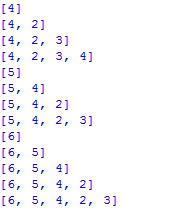 [4]
[4, 2]
[4, 2, 3]
[4, 2, 3, 4]
[5]
[5, 4]
[5, 4, 2]
[5, 4, 2, 3]
[6]
[6, 5]
[6, 5, 4]
[6, 5, 4, 2]
[6, 5, 4, 2, 3]